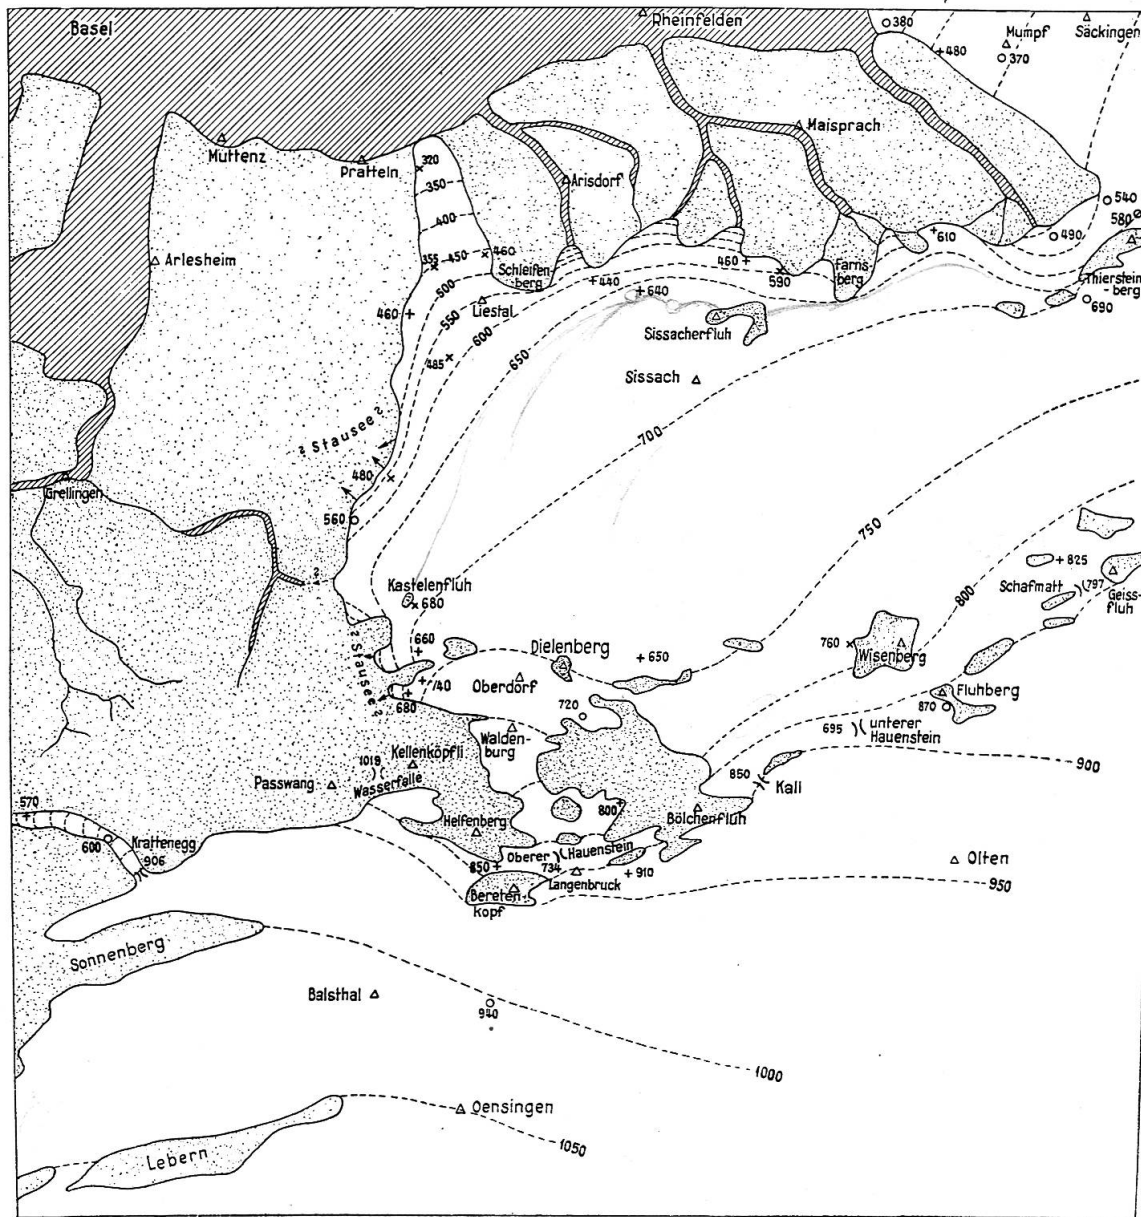 Basel
Rheinfelden
380
Mumpf
Säckingen
480
370
Muttenz
Pratteln
320
Maisprach
350
Arisdorf
400
540
580
Arlesheim
355
450
460
Schleifen-
berg
460
590
Farns-
berg
610
490
Thierstein
berg
500
440
640
690
460
550
Liestal
600
485
650
Sissacherfluh
Sissach
700
? Stausee ?
480
Grellingen
560
750
?
Kastelenfluh
680
+825
Schafmatt
797
Geiss-
fluh
800
? Stausee ?
660
Dielenberg
650
760
Wisenberg
740
Oberdorf
680
720
Fluhberg
870
Walden-
burg
695
unterer
Hauenstein
1019
Kellenköpfli
Wasserfalle
Passwang
850
Kall
900
570
800
Bölchenfluh
Helfenberg
600
Krattenegg
906
Oberer
Hauenstein
850
734
Langenbruck
910
Olten
Bereten-
kopf
950
Sonnenberg
Balsthal
940
1000
Oensingen
1050
Lebern